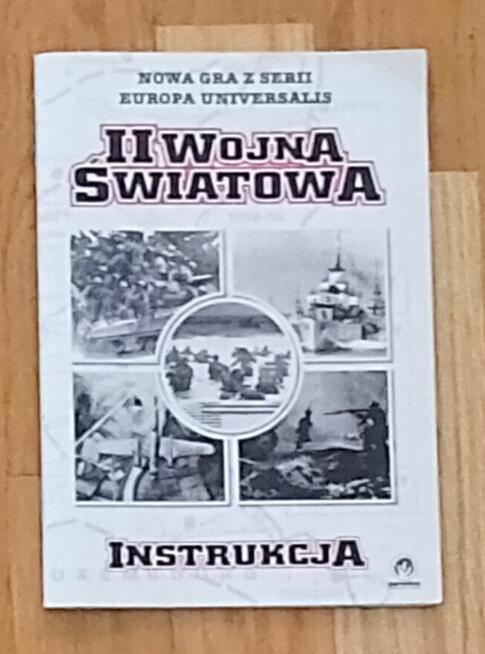 NOWA GRA Z SERII
EUROPA UNIVERSALIS
II WOJNA
ŚWIATOWA
INSTRUKCJA